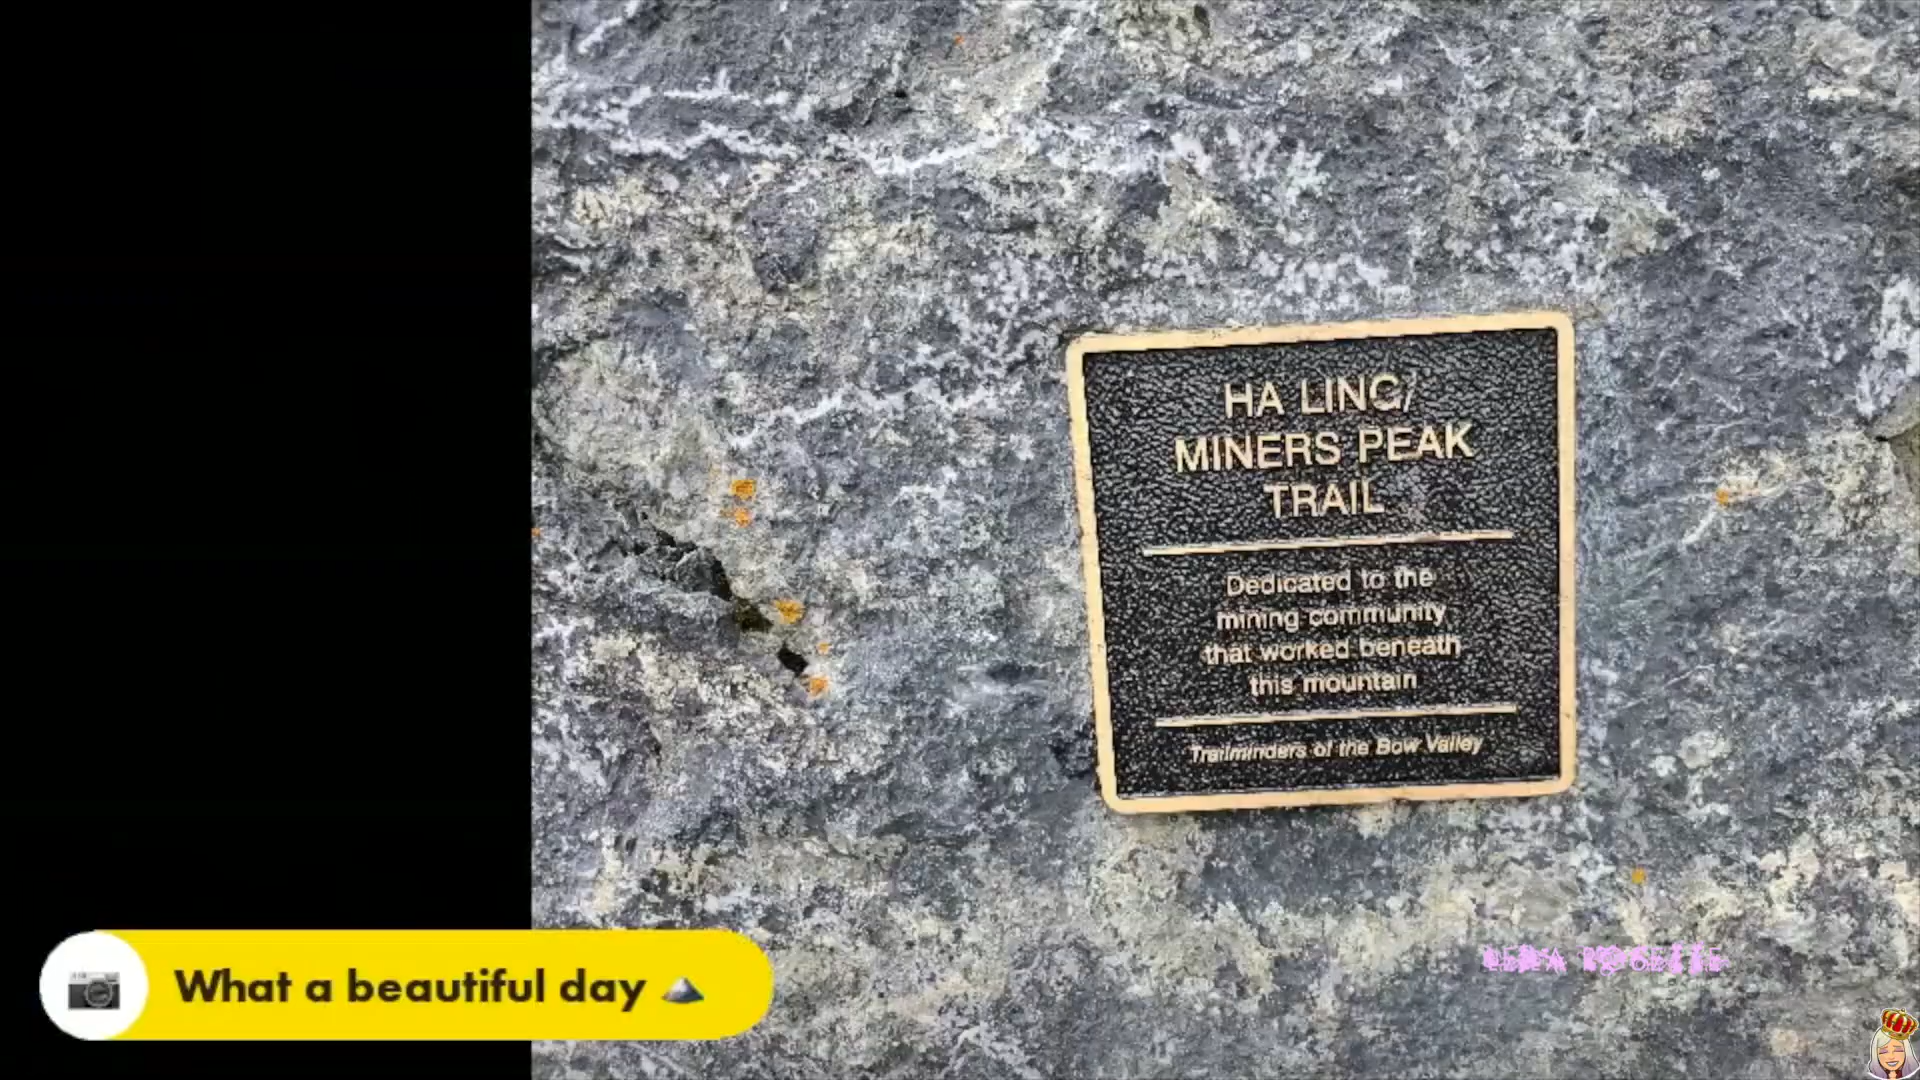 HA LING/
MINERS PEAK
TRAIL
Dedicated to the
mining community
that worked beneath
this mountain
Trailminders of the Bow Valley
What a beautiful day